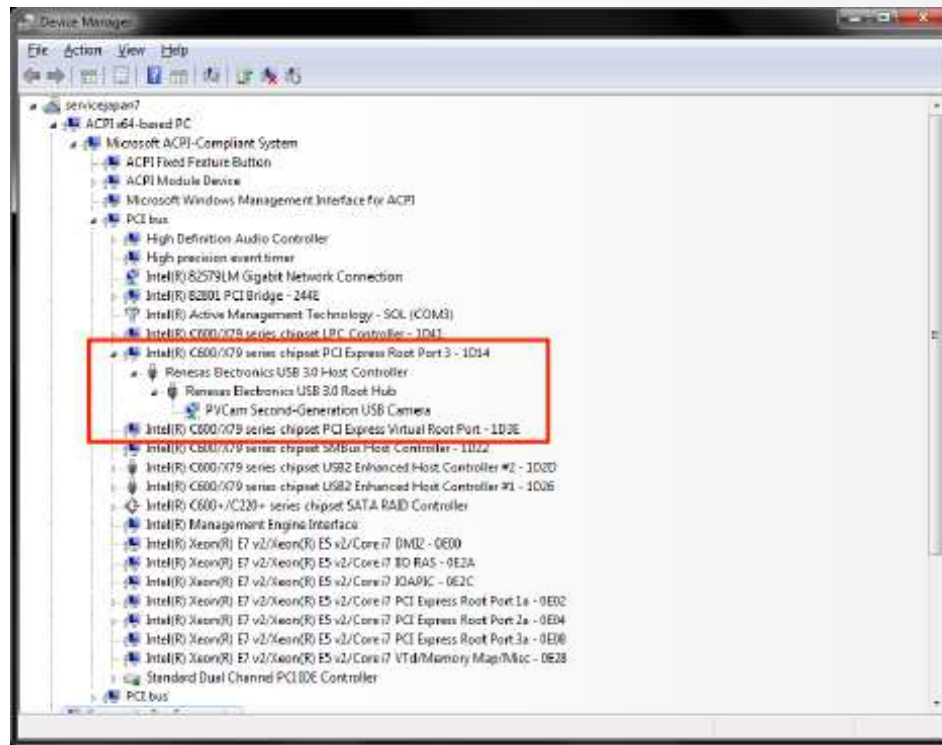 Device Manager
File Action View Help
servicejapan7
ACPI x64-based PC
Microsoft ACPI-Compliant System
ACPI Fixed Feature Button
ACPI Module Device
Microsoft Windows Management Interface for ACPI
PCI bus
High Definition Audio Controller
High precision event timer
Intel(R) 82579LM Gigabit Network Connection
Intel(R) 82801 PCI Bridge - 244E
Intel(R) Active Management Technology - SOL (COM3)
Intel(R) C600/X79 series chipset LPC Controller - 1D41
Intel(R) C600/X79 series chipset PCI Express Root Port 3 - 1D14
Renesas Electronics USB 3.0 Host Controller
Renesas Electronics USB 3.0 Root Hub
PVCam Second-Generation USB Camera
Intel(R) C600/X79 series chipset PCI Express Virtual Root Port - 1D3E
Intel(R) C600/X79 series chipset SMBus Host Controller - 1D22
Intel(R) C600/X79 series chipset USB2 Enhanced Host Controller #2 - 1D2D
Intel(R) C600/X79 series chipset USB2 Enhanced Host Controller #1 - 1D26
Intel(R) C600+/C220+ series chipset SATA RAID Controller
Intel(R) Management Engine Interface
Intel(R) Xeon(R) E7 v2/Xeon(R) E5 v2/Core i7 DMI2 - 0E00
Intel(R) Xeon(R) E7 v2/Xeon(R) E5 v2/Core i7 IIO RAS - 0E2A
Intel(R) Xeon(R) E7 v2/Xeon(R) E5 v2/Core i7 IOAPIC - 0E2C
Intel(R) Xeon(R) E7 v2/Xeon(R) E5 v2/Core i7 PCI Express Root Port 1a - 0E02
Intel(R) Xeon(R) E7 v2/Xeon(R) E5 v2/Core i7 PCI Express Root Port 2a - 0E04
Intel(R) Xeon(R) E7 v2/Xeon(R) E5 v2/Core i7 PCI Express Root Port 3a - 0E08
Intel(R) Xeon(R) E7 v2/Xeon(R) E5 v2/Core i7 VTd/Memory Map/Misc - 0E28
Standard Dual Channel PCI IDE Controller
PCI bus